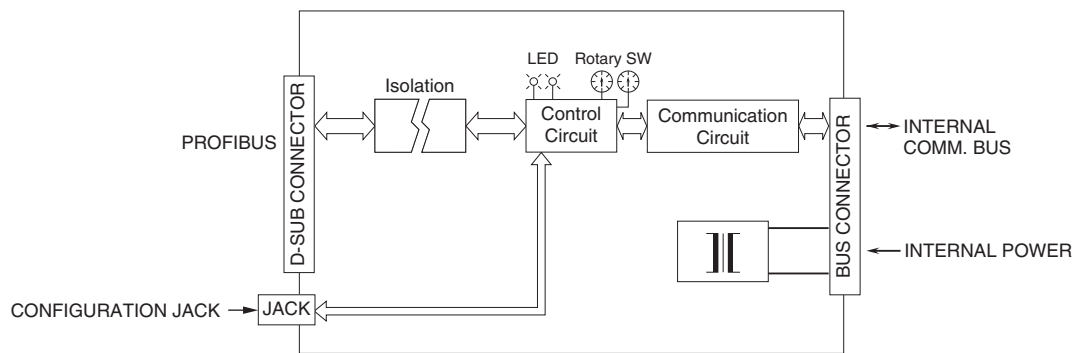 LED
Rotary SW
Isolation
PROFIBUS
D-SUB CONNECTOR
Control
Circuit
Communication
Circuit
BUS CONNECTOR
INTERNAL
COMM. BUS
INTERNAL POWER
CONFIGURATION JACK
JACK